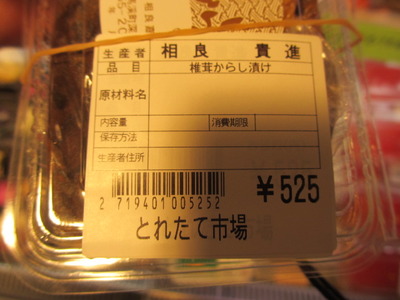 生産者 相良 貴進
品目 椎茸からし漬け
原材料名
内容量 消費期限
保存方法
生産者住所
¥525
2 719401 005252
とれたて市場